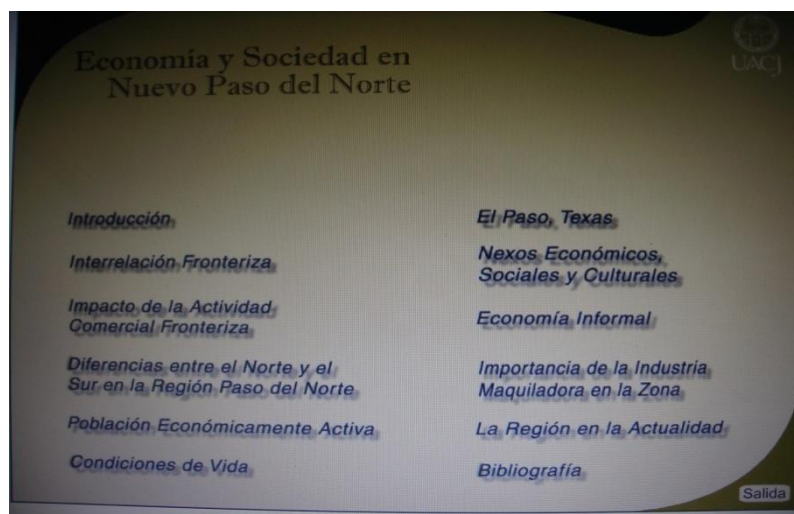 Economía y Sociedad en
Nuevo Paso del Norte
UACJ
Introducción
Interrelación Fronteriza
Impacto de la Actividad
Comercial Fronteriza
Diferencias entre el Norte y el
Sur en la Región Paso del Norte
Población Económicamente Activa
Condiciones de Vida
El Paso, Texas
Nexos Económicos,
Sociales y Culturales
Economía Informal
Importancia de la Industria
Maquiladora en la Zona
La Región en la Actualidad
Bibliografía
Salida